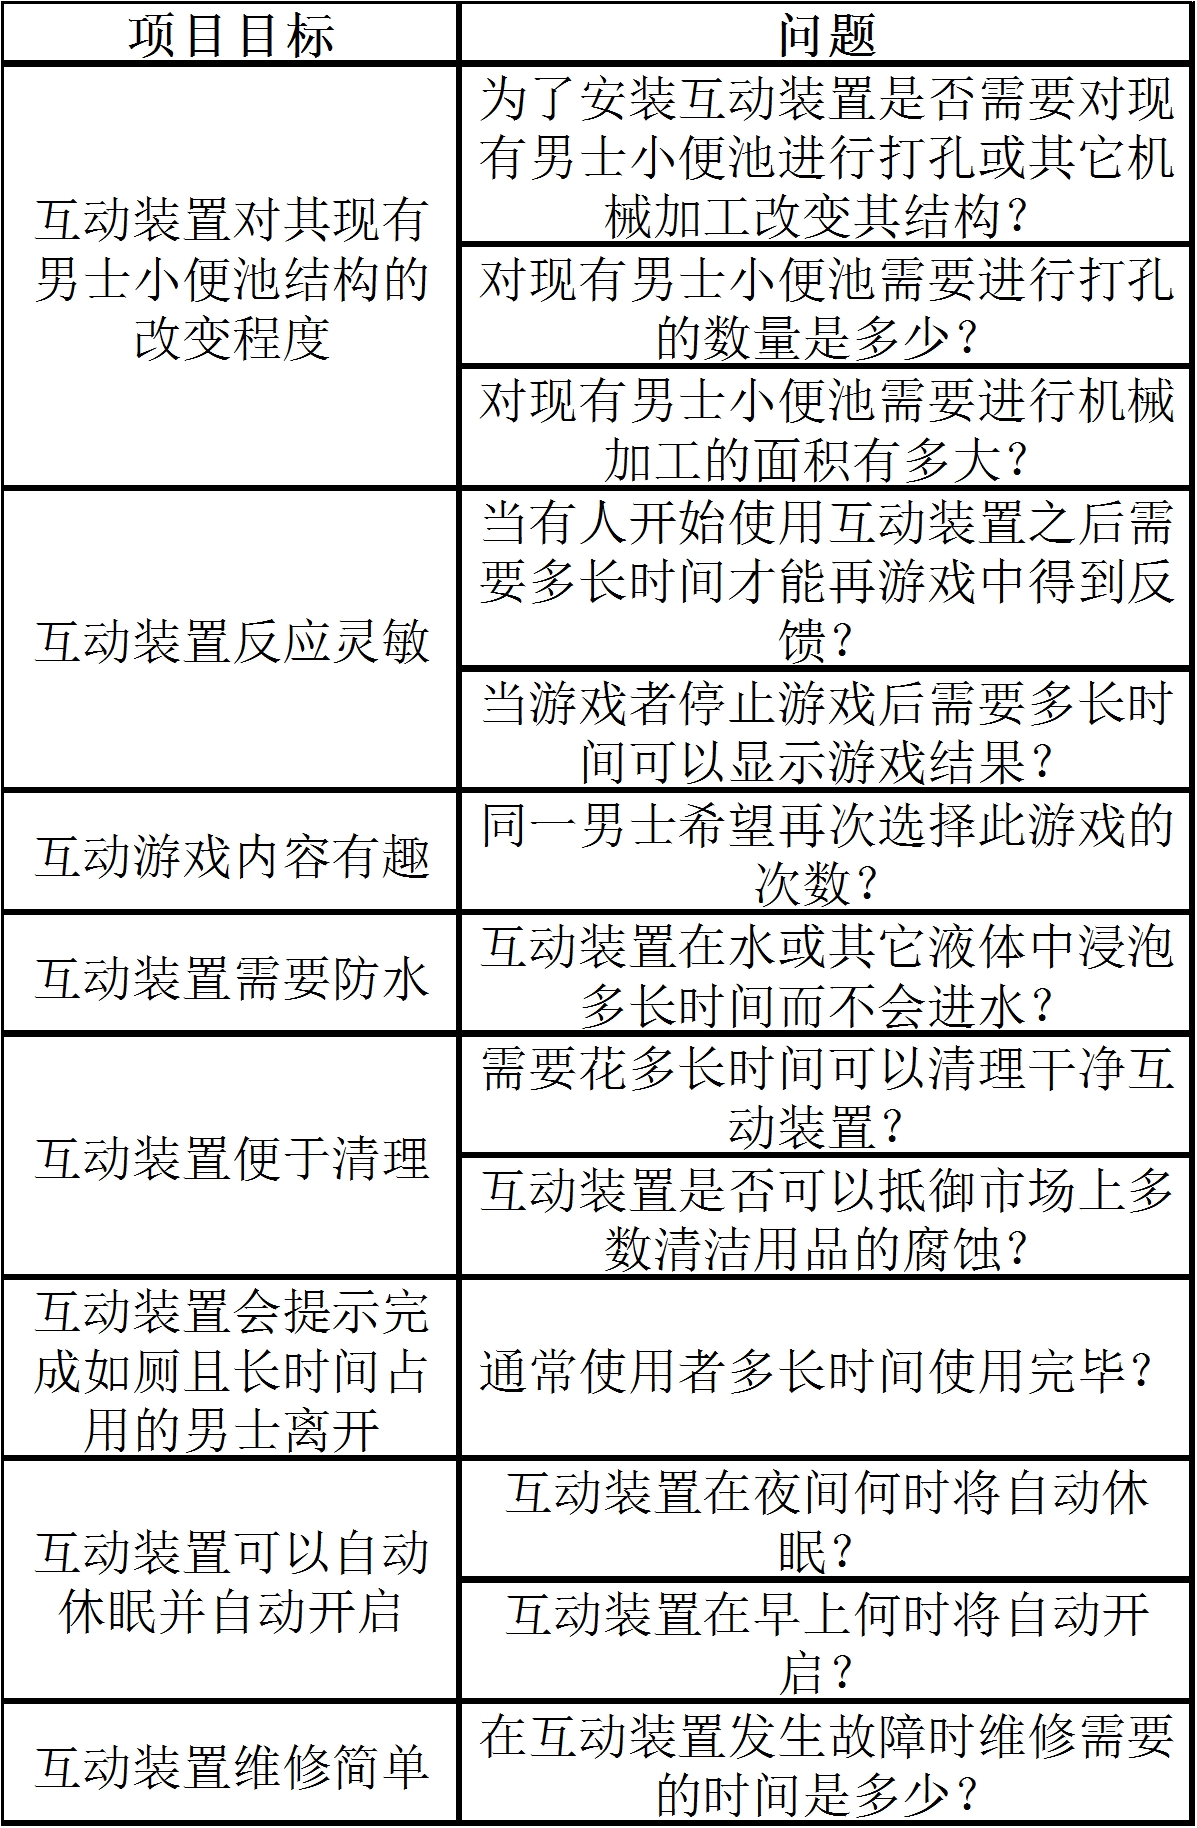 项目目标
问题
互动装置对其现有
男士小便池结构的
改变程度
为了安装互动装置是否需要对现
有男士小便池进行打孔或其它机
械加工改变其结构？
对现有男士小便池需要进行打孔
的数量是多少？
对现有男士小便池需要进行机械
加工的面积有多大？
互动装置反应灵敏
当有人开始使用互动装置之后需
要多长时间才能再游戏中得到反
馈？
当游戏者停止游戏后需要多长时
间可以显示游戏结果？
互动游戏内容有趣
同一男士希望再次选择此游戏的
次数？
互动装置需要防水
互动装置在水或其它液体中浸泡
多长时间而不会进水？
互动装置便于清理
需要花多长时间可以清理干净互
动装置？
互动装置是否可以抵御市场上多
数清洁用品的腐蚀？
互动装置会提示完
成如厕且长时间占
用的男士离开
通常使用者多长时间使用完毕？
互动装置可以自动
休眠并自动开启
互动装置在夜间何时将自动休
眠？
互动装置在早上何时将自动开
启？
互动装置维修简单
在互动装置发生故障时维修需要
的时间是多少？